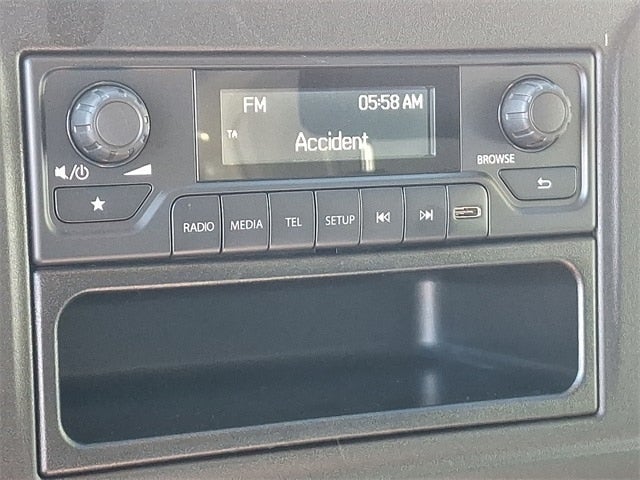 FM 05:58 AM
TA
Accident
BROWSE
RADIO MEDIA TEL SETUP